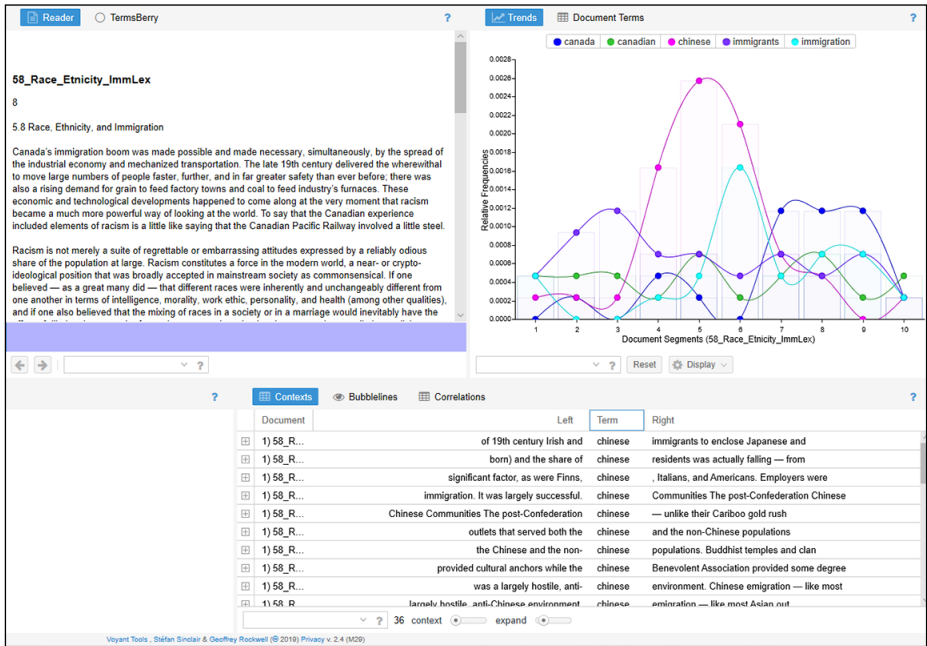 Reader
TermsBerry
?
Trends
Document Terms
?
58_Race_Etnicity_ImmLex
8
5.8 Race, Ethnicity, and Immigration
Canada's immigration boom was made possible and made necessary, simultaneously, by the spread of
the industrial economy and mechanized transportation. The late 19th century delivered the wherewithal
to move large numbers of people faster, further, and in far greater safety than ever before; there was
also a rising demand for grain to feed factory towns and coal to feed industry's furnaces. These
economic and technological developments happened to come along at the very moment that racism
became a much more powerful way of looking at the world. To say that the Canadian experience
included elements of racism is a little like saying that the Canadian Pacific Railway involved a little steel.
Racism is not merely a suite of regrettable or embarrassing attitudes expressed by a reliably odious
share of the population at large. Racism constitutes a force in the modern world, a near- or crypto-
ideological position that was broadly accepted in mainstream society as commonsensical. If one
believed — as a great many did — that different races were inherently and unchangeably different from
one another in terms of intelligence, morality, work ethic, personality, and health (among other qualities),
and if one also believed that the mixing of races in a society or a marriage would inevitably have the
?
canada
canadian
chinese
immigrants
immigration
0.0028
0.0026
0.0024
0.0022
0.0020
0.0018
0.0016
0.0014
0.0012
0.0010
0.0008
0.0006
0.0004
0.0002
0.0000
Relative Frequencies
1 2 3 4 5 6 7 8 9 10
Document Segments (58_Race_Etnicity_ImmLex)
? Reset Display
?
Contexts
Bubblelines
Correlations
?
Document Left Term Right
1) 58_R... of 19th century Irish and chinese immigrants to enclose Japanese and
1) 58_R... born) and the share of chinese residents was actually falling — from
1) 58_R... significant factor, as were Finns, chinese , Italians, and Americans. Employers were
1) 58_R... immigration. It was largely successful. chinese Communities The post-Confederation Chinese
1) 58_R... Chinese Communities The post-Confederation chinese — unlike their Cariboo gold rush
1) 58_R... outlets that served both the chinese and the non-Chinese populations
1) 58_R... the Chinese and the non- chinese populations. Buddhist temples and clan
1) 58_R... provided cultural anchors while the chinese Benevolent Association provided some degree
1) 58_R... was a largely hostile, anti- chinese environment. Chinese emigration — like most
1) 58_R... largely hostile, anti-Chinese environment. chinese emigration — like most Asian out
? 36 context expand
Voyant Tools , Stéfan Sinclair & Geoffrey Rockwell (© 2019) Privacy v. 2.4 (M29)